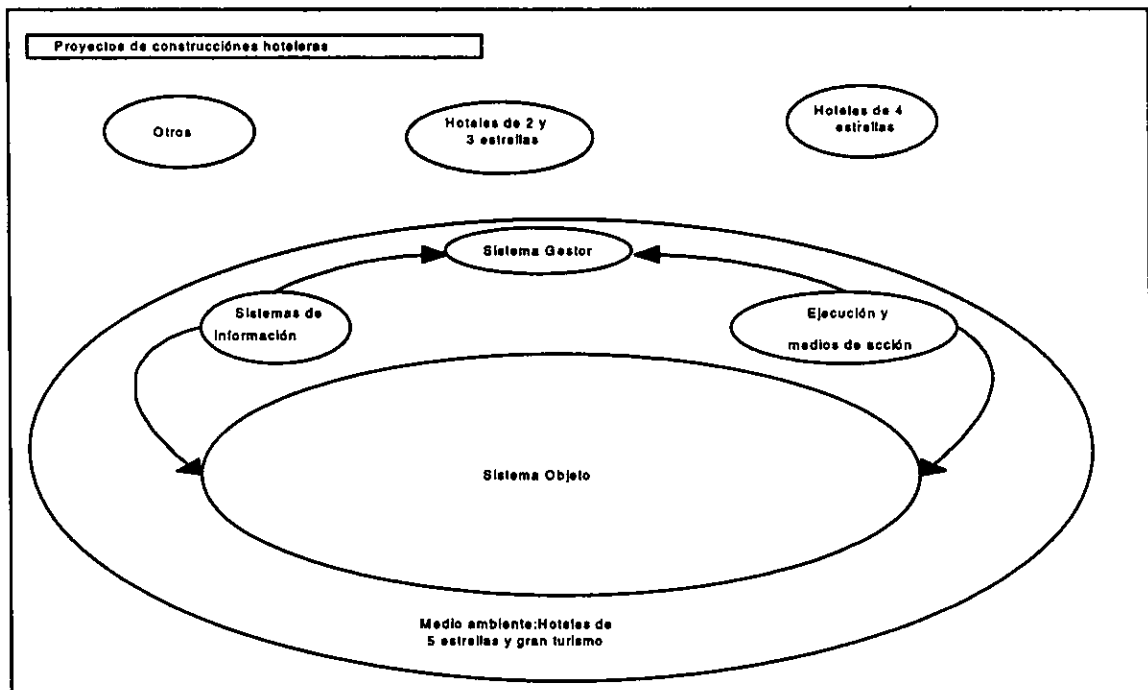 Proyectos de construcciónes hoteleras
Otros
Hoteles de 2 y
3 estrellas
Hoteles de 4
estrellas
Sistema Gestor
Sistemas de
información
Ejecución y
medios de acción
Sistema Objeto
Medio ambiente:Hoteles de
5 estrellas y gran turismo